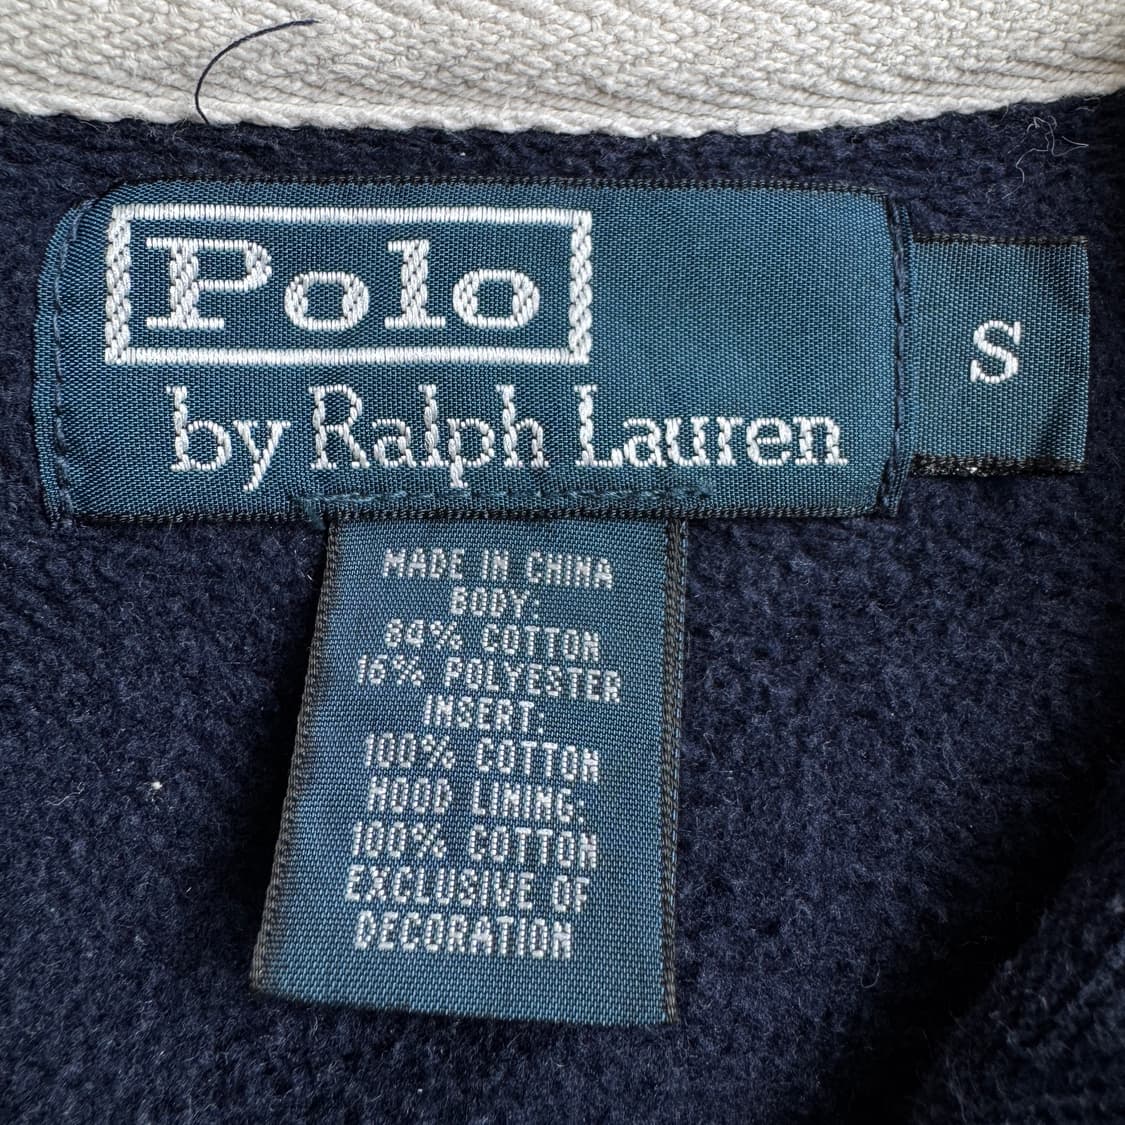 Polo
by Ralph Lauren
S
MADE IN CHINA
BODY:
84% COTTON
16% POLYESTER
INSERT:
100% COTTON
HOOD LINING:
100% COTTON
EXCLUSIVE OF
DECORATION